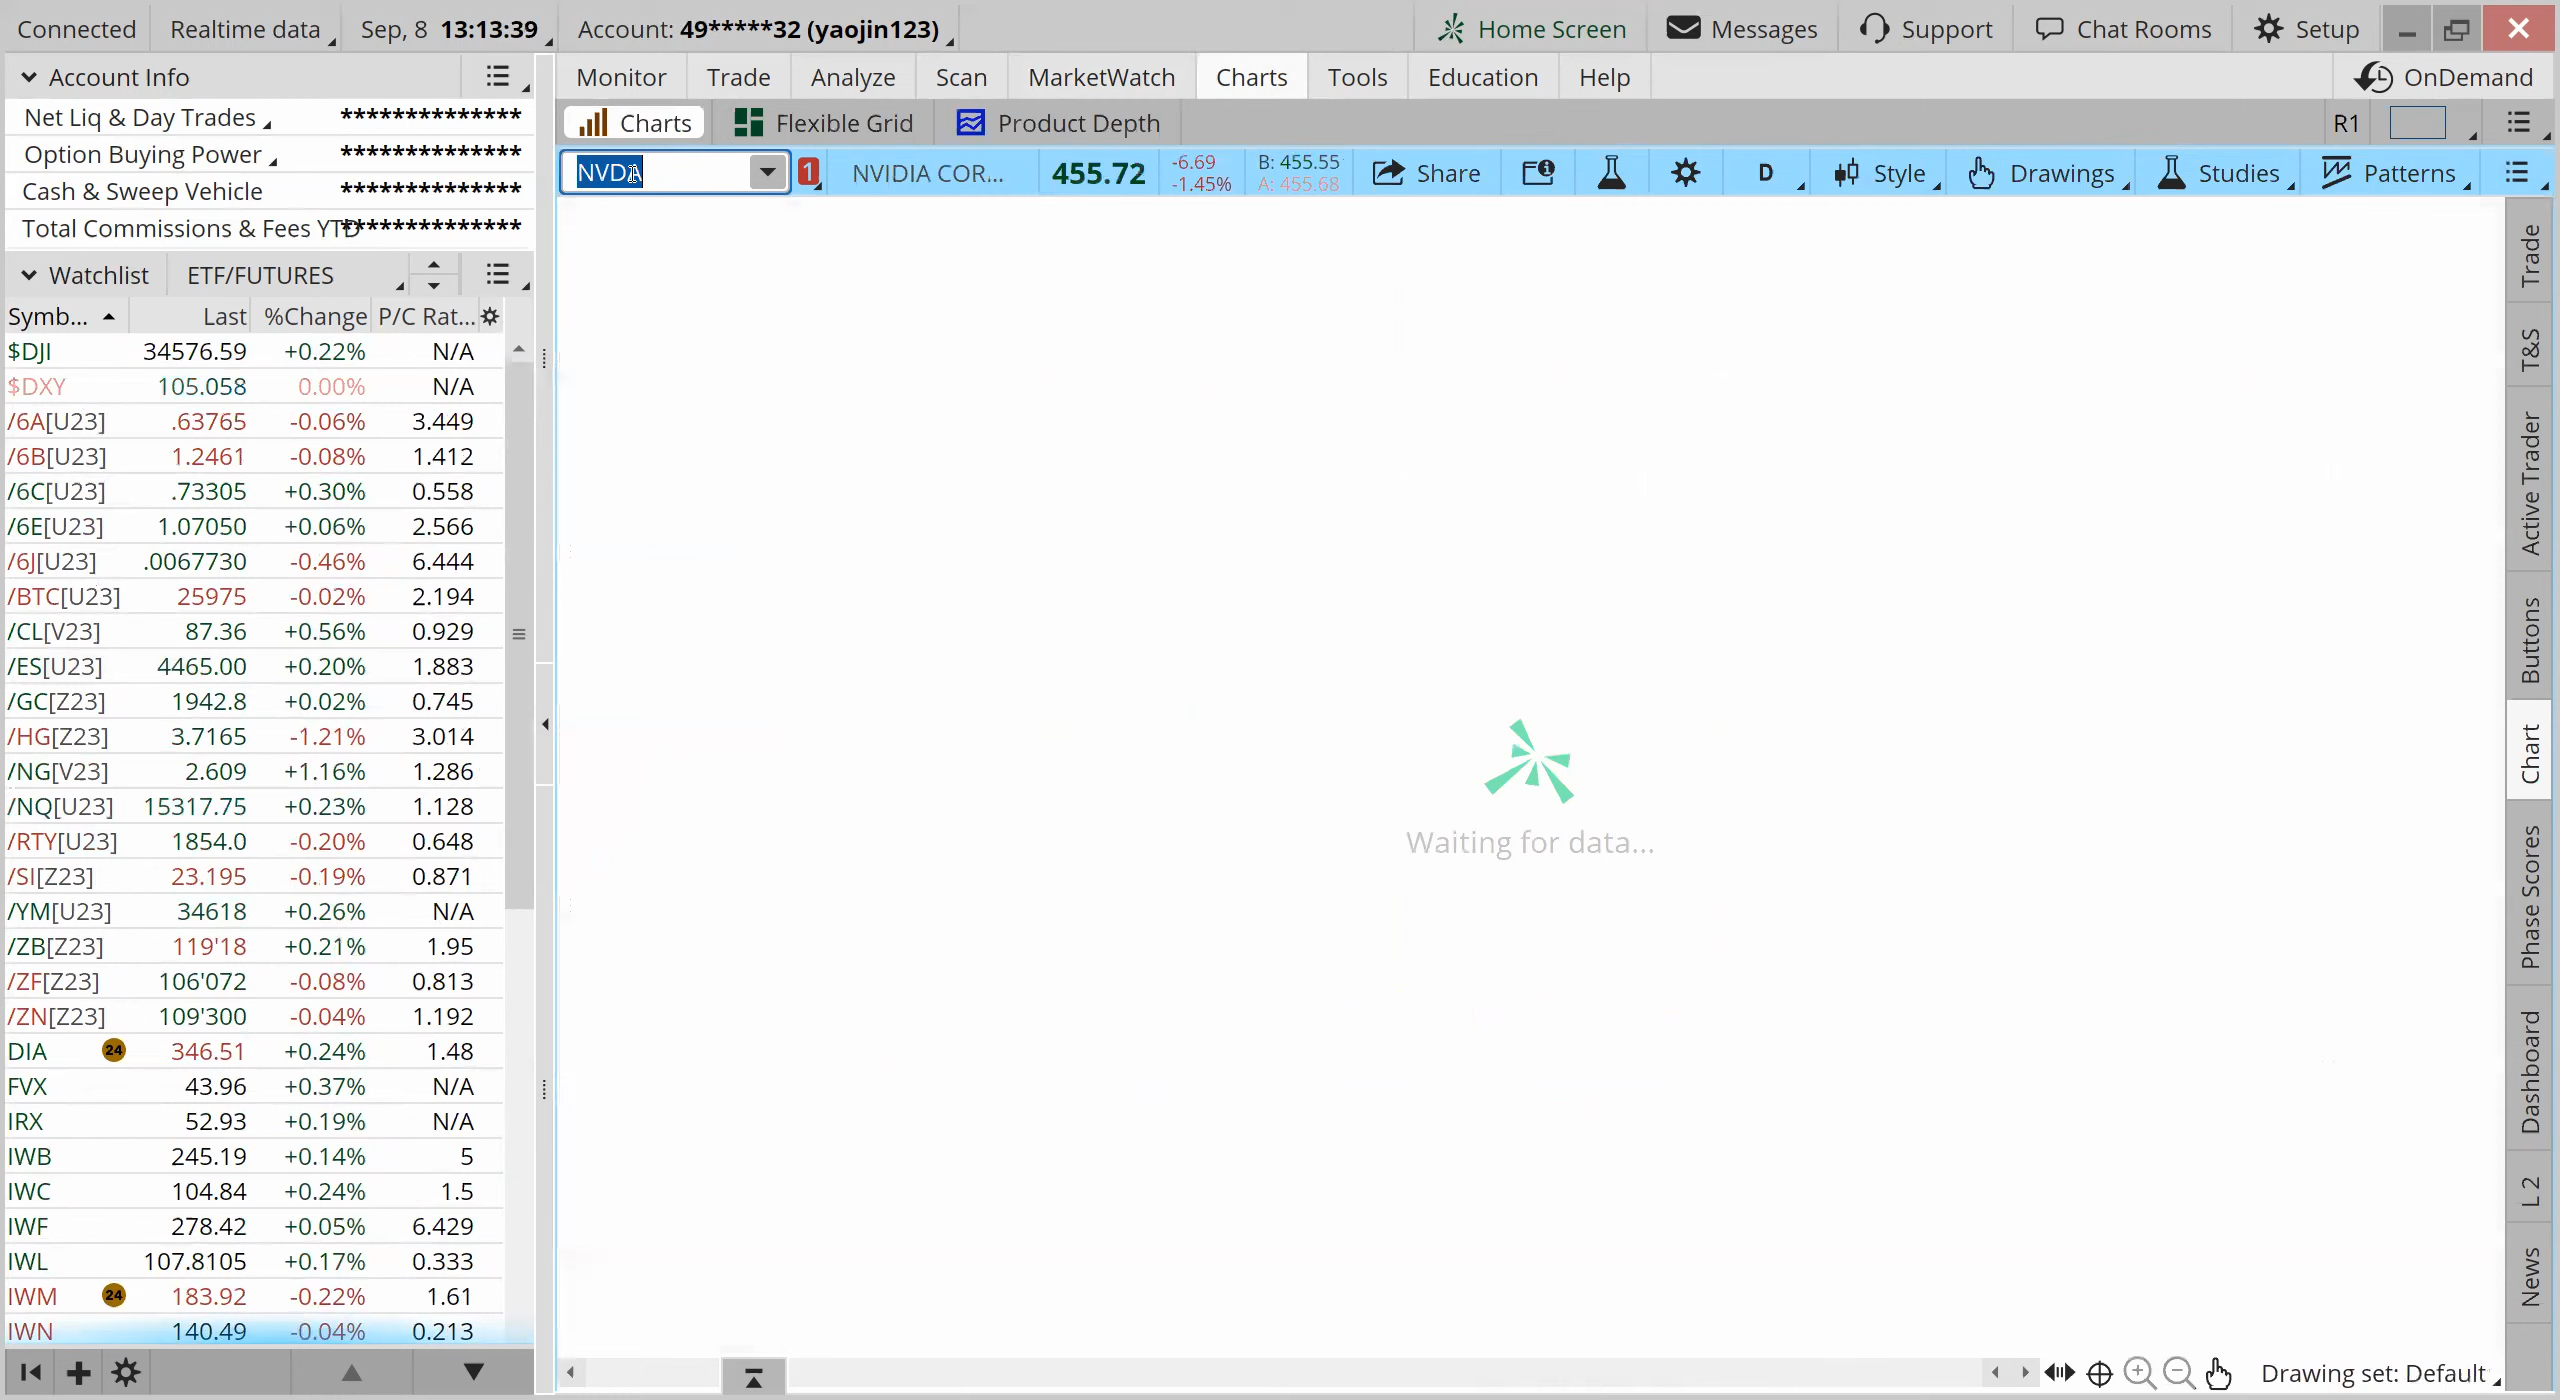 Connected Realtime data Sep, 8 13:13:39 Account: 49*****32 (yaojin123) Home Screen Messages Support Chat Rooms Setup
Account Info Monitor Trade Analyze Scan MarketWatch Charts Tools Education Help OnDemand
Net Liq & Day Trades **************
Charts Flexible Grid Product Depth R1
Option Buying Power **************
NVDA 1 NVIDIA COR... 455.72 -6.69 -1.45% B: 455.55 A: 455.68 Share D Style Drawings Studies Patterns
Cash & Sweep Vehicle **************
Total Commissions & Fees YTD **************
Watchlist ETF/FUTURES
Symb... Last %Change P/C Rat...
$DJI 34576.59 +0.22% N/A
$DXY 105.058 0.00% N/A
/6A[U23] .63765 -0.06% 3.449
/6B[U23] 1.2461 -0.08% 1.412
/6C[U23] .73305 +0.30% 0.558
/6E[U23] 1.07050 +0.06% 2.566
/6J[U23] .0067730 -0.46% 6.444
/BTC[U23] 25975 -0.02% 2.194
/CL[V23] 87.36 +0.56% 0.929
/ES[U23] 4465.00 +0.20% 1.883
/GC[Z23] 1942.8 +0.02% 0.745
/HG[Z23] 3.7165 -1.21% 3.014
/NG[V23] 2.609 +1.16% 1.286
/NQ[U23] 15317.75 +0.23% 1.128
/RTY[U23] 1854.0 -0.20% 0.648
/SI[Z23] 23.195 -0.19% 0.871
/YM[U23] 34618 +0.26% N/A
/ZB[Z23] 119'18 +0.21% 1.95
/ZF[Z23] 106'072 -0.08% 0.813
/ZN[Z23] 109'300 -0.04% 1.192
DIA 24 346.51 +0.24% 1.48
FVX 43.96 +0.37% N/A
IRX 52.93 +0.19% N/A
IWB 245.19 +0.14% 5
IWC 104.84 +0.24% 1.5
IWF 278.42 +0.05% 6.429
IWL 107.8105 +0.17% 0.333
IWM 24 183.92 -0.22% 1.61
IWN 140.49 -0.04% 0.213
Waiting for data...
Trade
T&S
Active Trader
Buttons
Chart
Phase Scores
Dashboard
L 2
News
Drawing set: Default